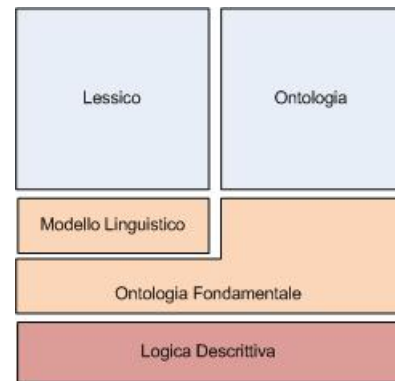 Lessico
Ontologia
Modello Linguistico
Ontologia Fondamentale
Logica Descrittiva